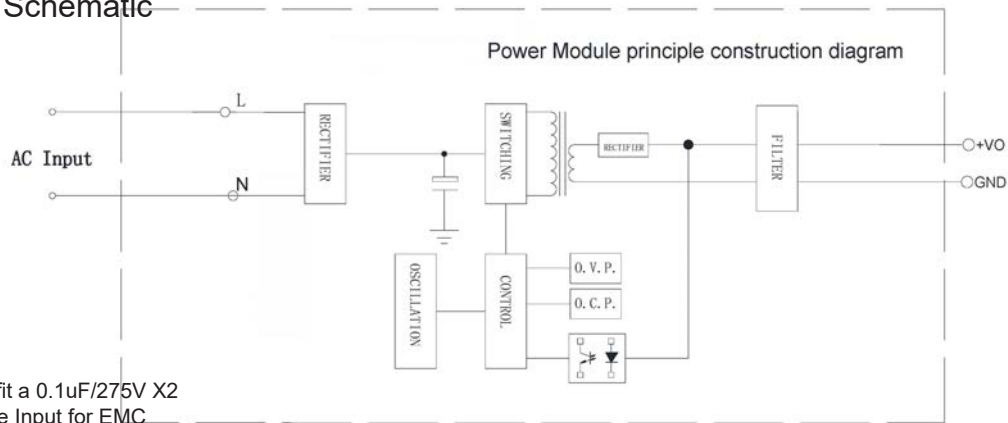 Schematic
Power Module principle construction diagram
L
AC Input
N
RECTIFIER
SWITCHING
RECTIFIER
FILTER
+VO
GND
OSCILLATION
CONTROL
O. V. P.
O. C. P.
fit a 0.1uF/275V X2
e Input for EMC